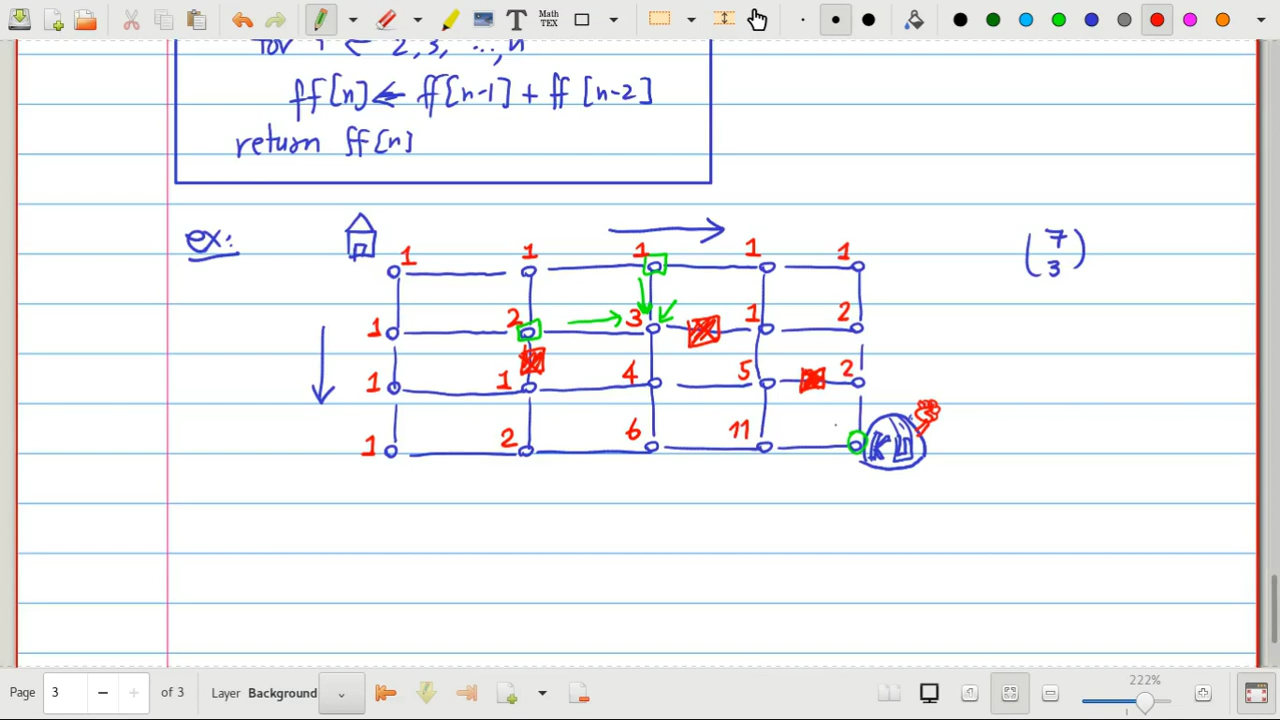 for i ← 2, 3, ..., n
ff[n] ← ff[n-1] + ff[n-2]
return ff[n]
ex:
1 1 1 1 1
1 2 3 1 2
1 1 4 5 2
1 2 6 11
(7
3)
Math
TEX
T
Page 3 of 3 Layer Background
222%